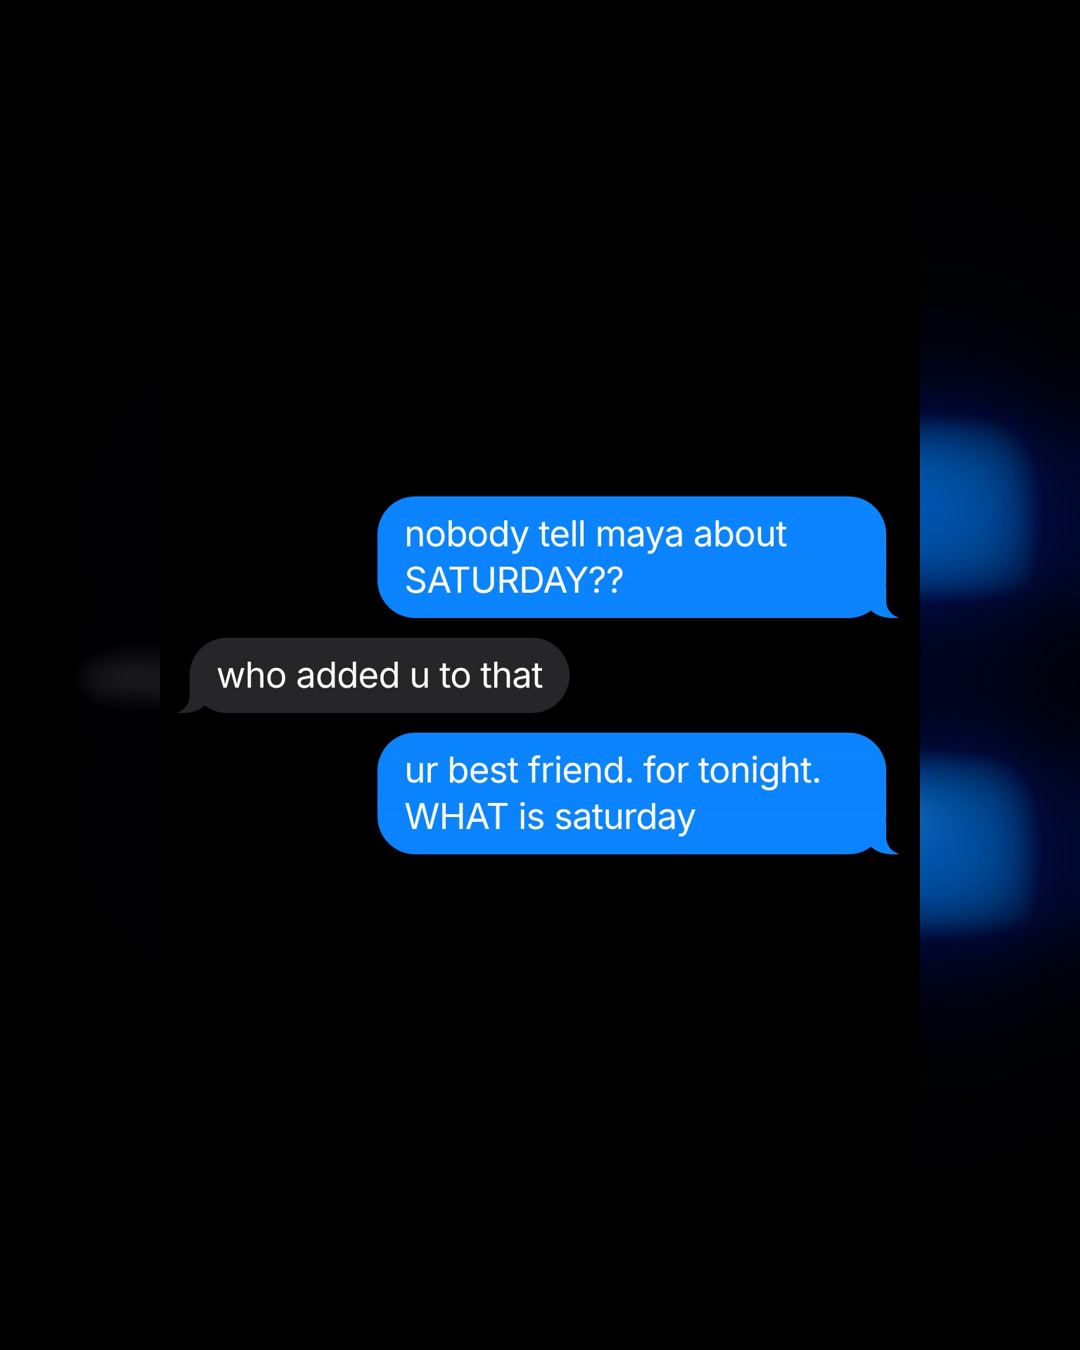 nobody tell maya about
SATURDAY??
who added u to that
ur best friend. for tonight.
WHAT is saturday